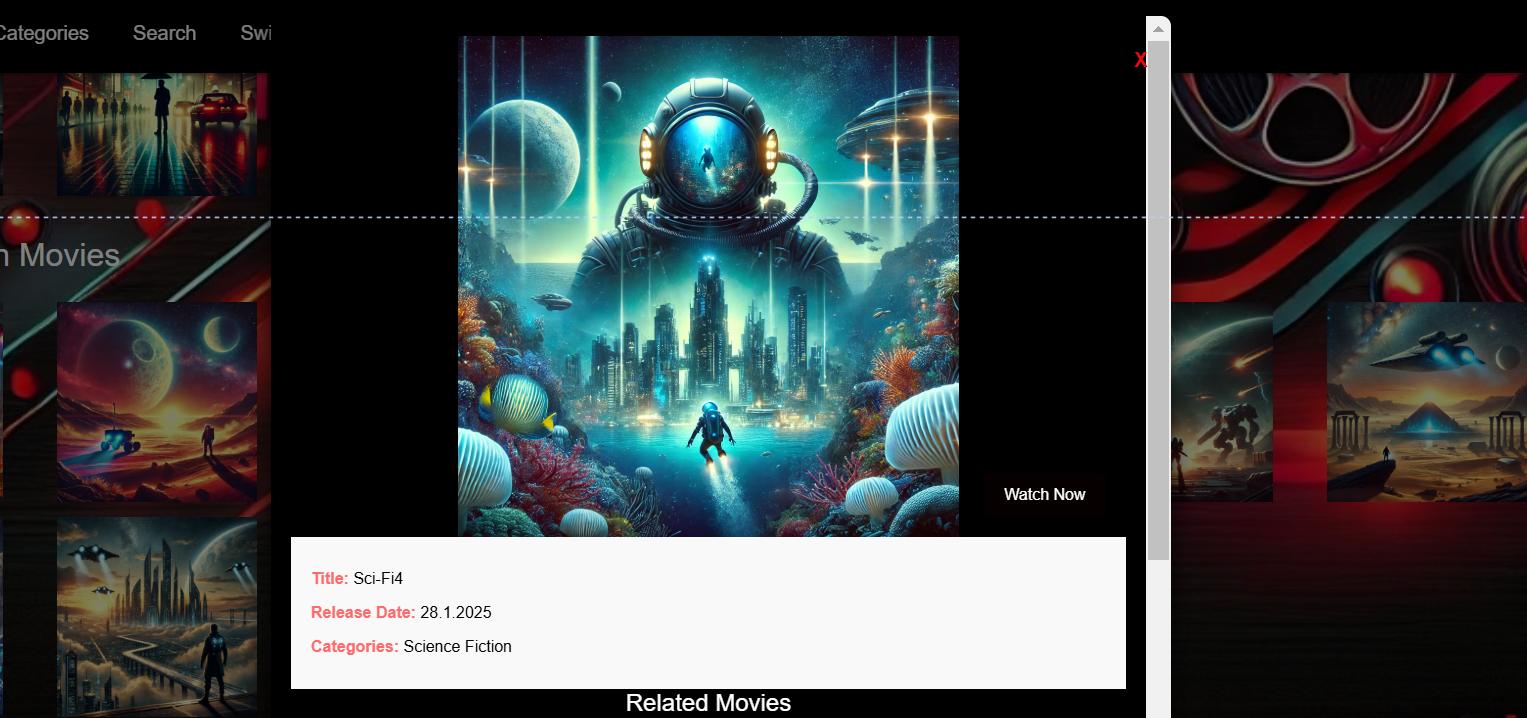 Categories Search
X
Movies
Watch Now
Title: Sci-Fi4
Release Date: 28.1.2025
Categories: Science Fiction
Related Movies